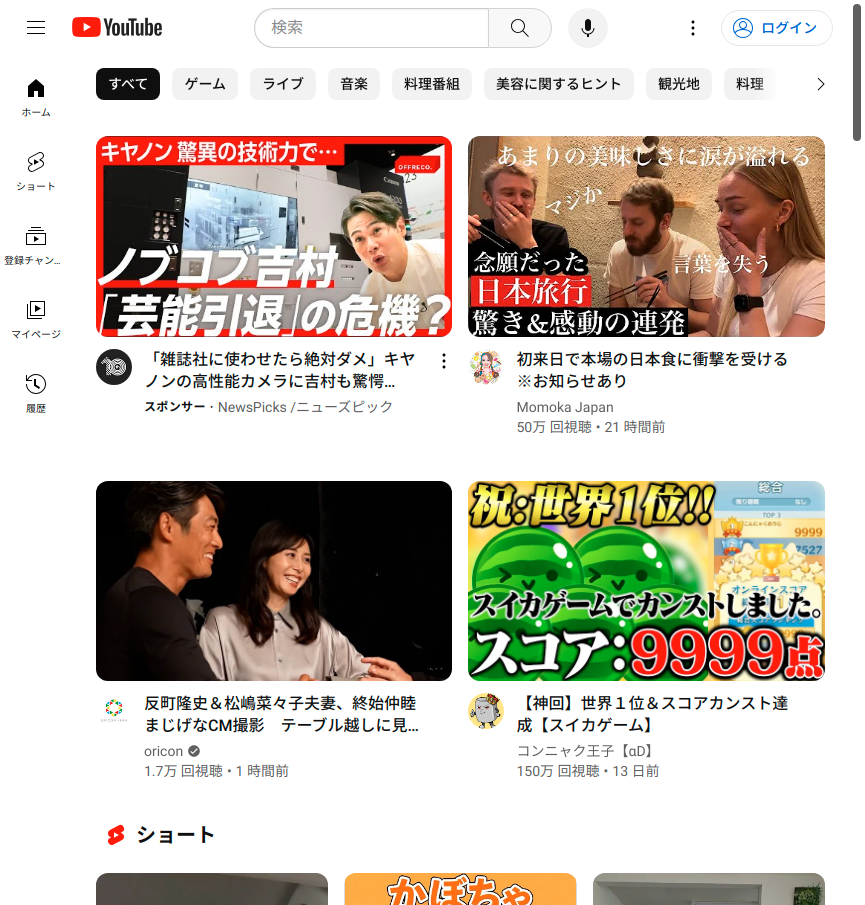 YouTube
検索
ログイン
すべて
ゲーム
ライブ
音楽
料理番組
美容に関するヒント
観光地
料理
ホーム
ショート
登録チャン...
マイページ
履歴
キヤノン 驚異の技術力で…
OFFRECO.
Canon
ノブコブ吉村
「芸能引退」の危機？
「雑誌社に使わせたら絶対ダメ」キヤ
ノンの高性能カメラに吉村も驚愕...
スポンサー・NewsPicks /ニューズピック
あまりの美味しさに涙が溢れる
マジか
念願だった
言葉を失う
日本旅行
驚き&感動の連発
初来日で本場の日本食に衝撃を受ける
※お知らせあり
Momoka Japan
50万 回視聴・21 時間前
反町隆史＆松嶋菜々子夫妻、終始仲睦
まじげなCM撮影　テーブル越しに見...
oricon
1.7万 回視聴・1 時間前
祝:世界1位!!
総合
なし
TOP 3
9999
7527
オンラインスコア
スイカゲームでカンストしました。
スコア:9999点
【神回】世界１位＆スコアカンスト達
成【スイカゲーム】
コンニャク王子【αD】
150万 回視聴・13 日前
ショート
かぼちゃ